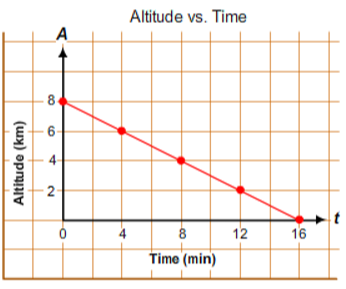 Altitude vs. Time
A
8
6
4
2
Altitude (km)
t
0 4 8 12 16
Time (min)